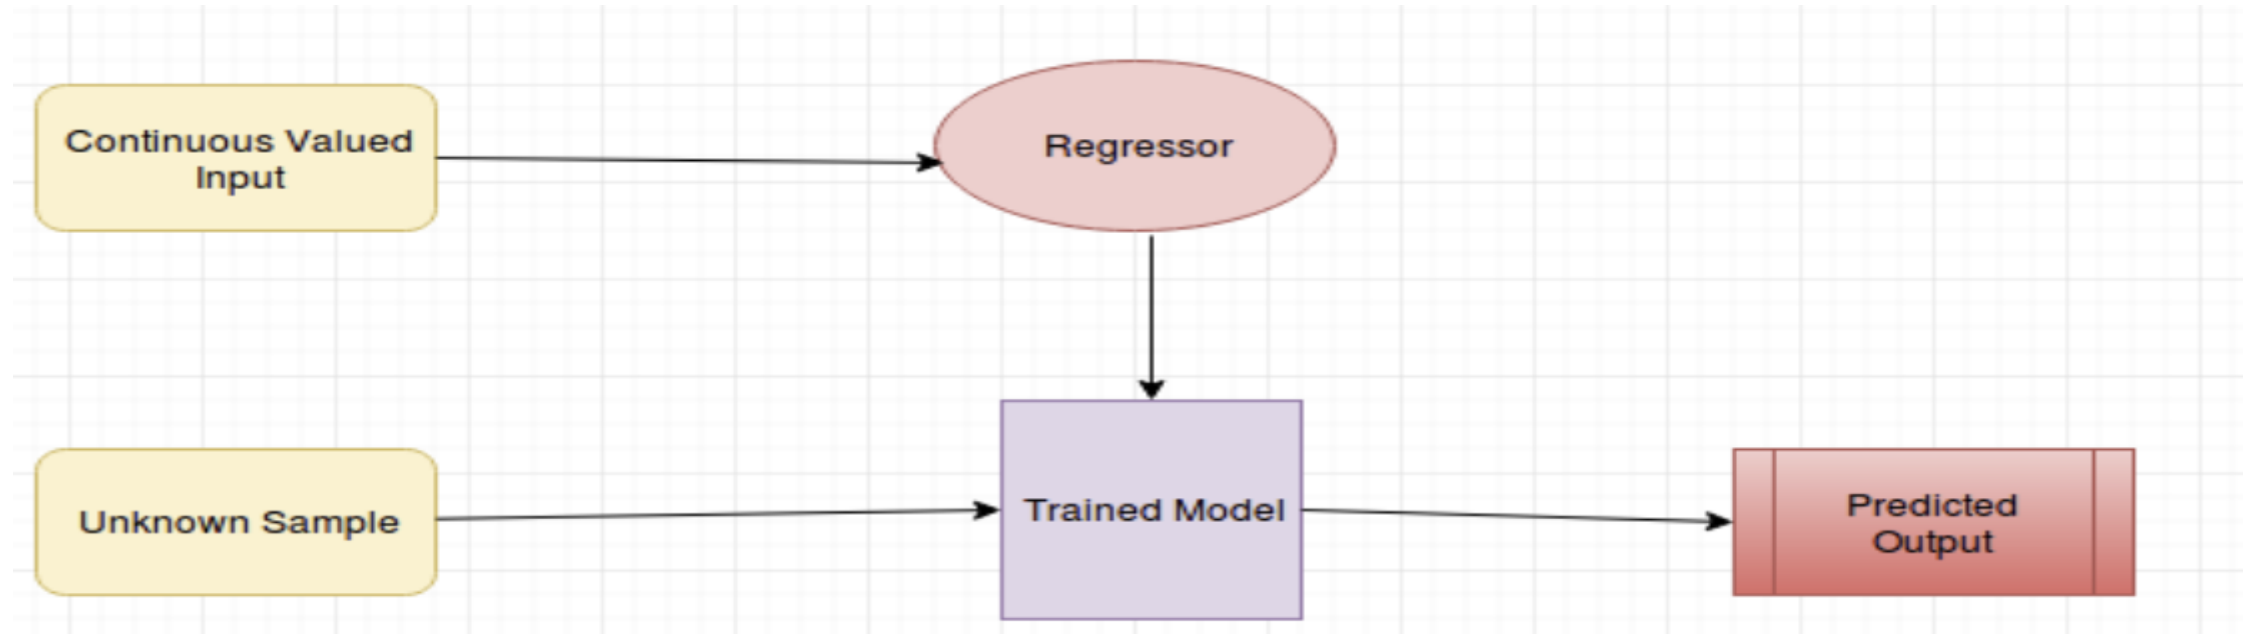 Continuous Valued
Input
Regressor
Unknown Sample
Trained Model
Predicted
Output